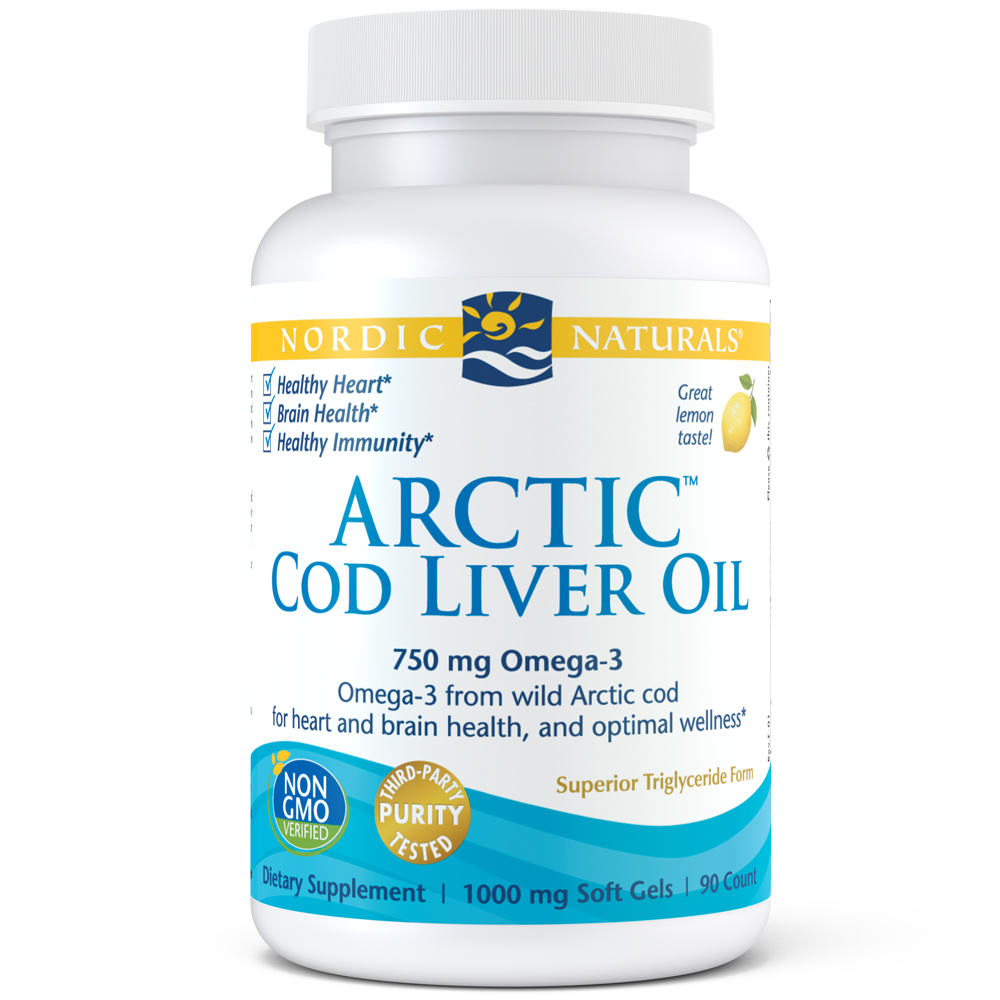 NORDIC NATURALS®
Healthy Heart*
Brain Health*
Healthy Immunity*
Great
lemon
taste!
ARCTIC™
COD LIVER OIL
750 mg Omega-3
Omega-3 from wild Arctic cod
for heart and brain health, and optimal wellness*
Superior Triglyceride Form
NON
GMO
VERIFIED
THIRD-PARTY
PURITY
TESTED
Dietary Supplement | 1000 mg Soft Gels | 90 Count